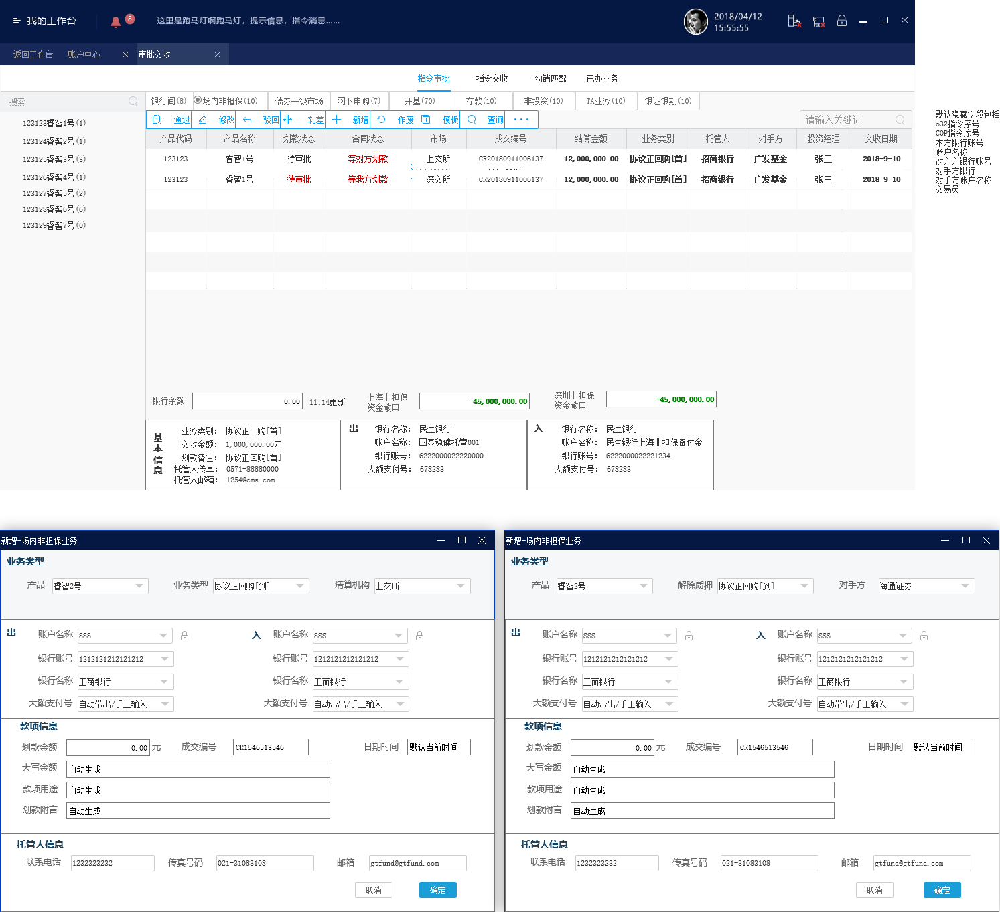 我的工作台 8 这里是跑马灯啊跑马灯，提示信息，指令消息…… 2018/04/12
15:55:55
返回工作台 账户中心 × 审批交收 ×
指令审批 指令交收 勾销匹配 已办业务
搜索 银行间(8) 场内非担保(10) 债券一级市场 网下申购(7) 开基(70) 存款(10) 非投资(10) TA业务(10) 银证银期(10)
通过 修改 驳回 轧差 新增 作废 模板 查询 ··· 请输入关键词
123123睿智1号(1)
123124睿智2号(1)
123125睿智3号(3)
123126睿智4号(1)
123127睿智5号(2)
123128睿智6号(6)
123129睿智7号(0)
产品代码 产品名称 划款状态 合同状态 市场 成交编号 结算金额 业务类别 托管人 对手方 投资经理 交收日期
123123 睿智1号 待审批 等对方划款 上交所 CR20180911006137 12,000,000.00 协议正回购[首] 招商银行 广发基金 张三 2018-9-10
123123 睿智1号 待审批 等我方划款 深交所 CR20180911006137 12,000,000.00 协议正回购[首] 招商银行 广发基金 张三 2018-9-10
默认隐藏字段包括
o32指令序号
COP指令序号
本方银行账号
账户名称
对方方银行账号
对手方银行
对手方账户名称
交易员
银行余额 0.00 11:14更新 上海非担保
资金敞口 -45,000,000.00 深圳非担保
资金敞口 -45,000,000.00
基本信息
业务类别： 协议正回购[首]
交收金额： 1,000,000.00元
划款备注： 协议正回购[首]
托管人传真： 0571-88880000
托管人邮箱： 1254@cms.com
出 银行名称： 民生银行
账户名称： 国泰稳健托管001
银行账号： 6222000022220000
大额支付号： 678283
入 银行名称： 民生银行
账户名称： 民生银行上海非担保备付金
银行账号： 6222000022221234
大额支付号： 678283
新增-场内非担保业务
业务类型
产品 睿智2号 业务类型 协议正回购[到] 清算机构 上交所
出 账户名称 SSS 入 账户名称 SSS
银行账号 1212121212121212 银行账号 1212121212121212
银行名称 工商银行 银行名称 工商银行
大额支付号 自动带出/手工输入 大额支付号 自动带出/手工输入
款项信息
划款金额 0.00 元 成交编号 CR1546513546 日期时间 默认当前时间
大写金额 自动生成
款项用途 自动生成
划款附言 自动生成
托管人信息
联系电话 1232323232 传真号码 021-31083108 邮箱 gtfund@gtfund.com
取消 确定
新增-场内非担保业务
业务类型
产品 睿智2号 解除质押 协议正回购[到] 对手方 海通证券
出 账户名称 SSS 入 账户名称 SSS
银行账号 1212121212121212 银行账号 1212121212121212
银行名称 工商银行 银行名称 工商银行
大额支付号 自动带出/手工输入 大额支付号 自动带出/手工输入
款项信息
划款金额 0.00 元 成交编号 CR1546513546 日期时间 默认当前时间
大写金额 自动生成
款项用途 自动生成
划款附言 自动生成
托管人信息
联系电话 1232323232 传真号码 021-31083108 邮箱 gtfund@gtfund.com
取消 确定